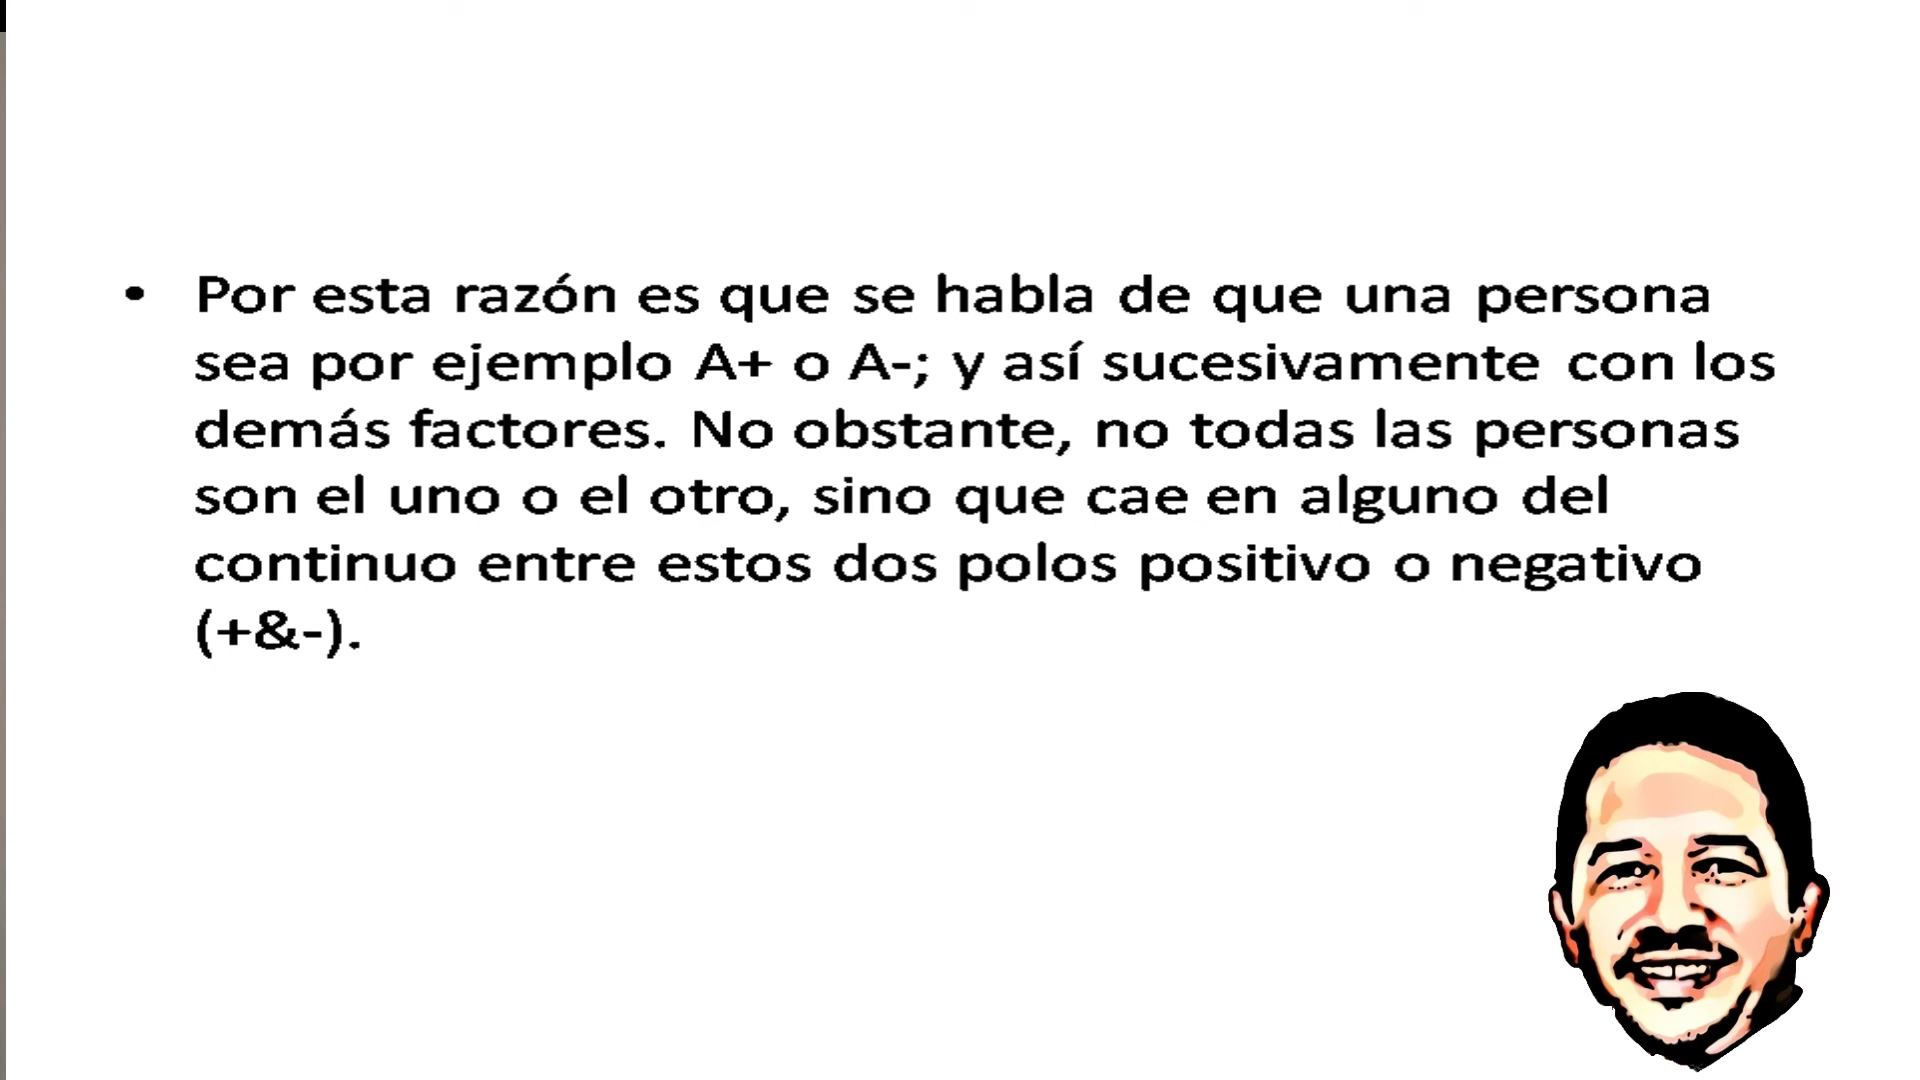 • Por esta razón es que se habla de que una persona
sea por ejemplo A+ o A-; y así sucesivamente con los
demás factores. No obstante, no todas las personas
son el uno o el otro, sino que cae en alguno del
continuo entre estos dos polos positivo o negativo
(+&-).